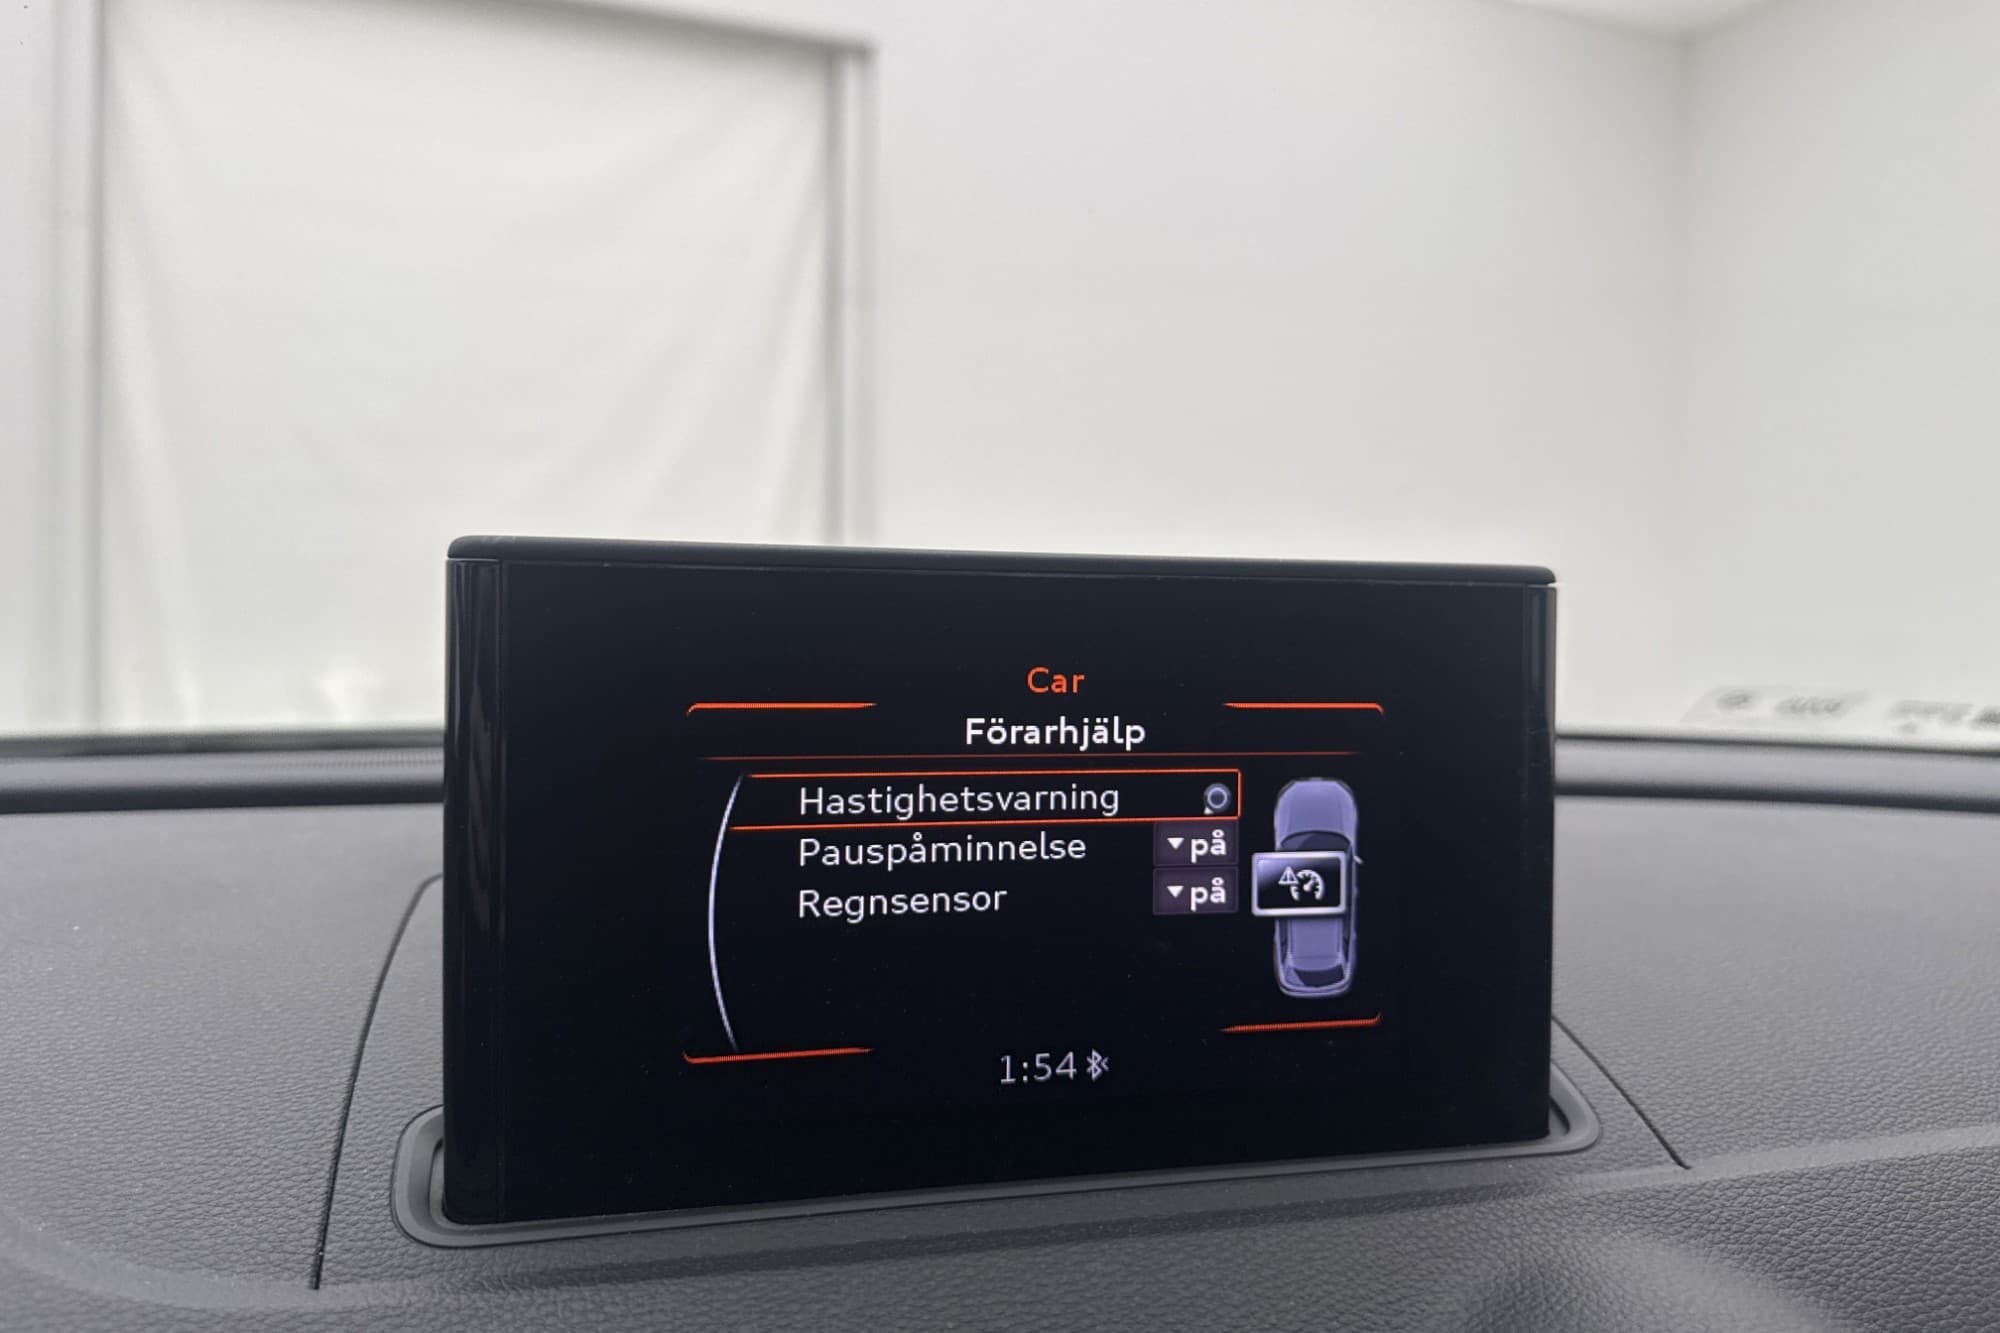 Car
Förarhjälp
Hastighetsvarning
Pauspåminnelse på
Regnsensor på
1:54